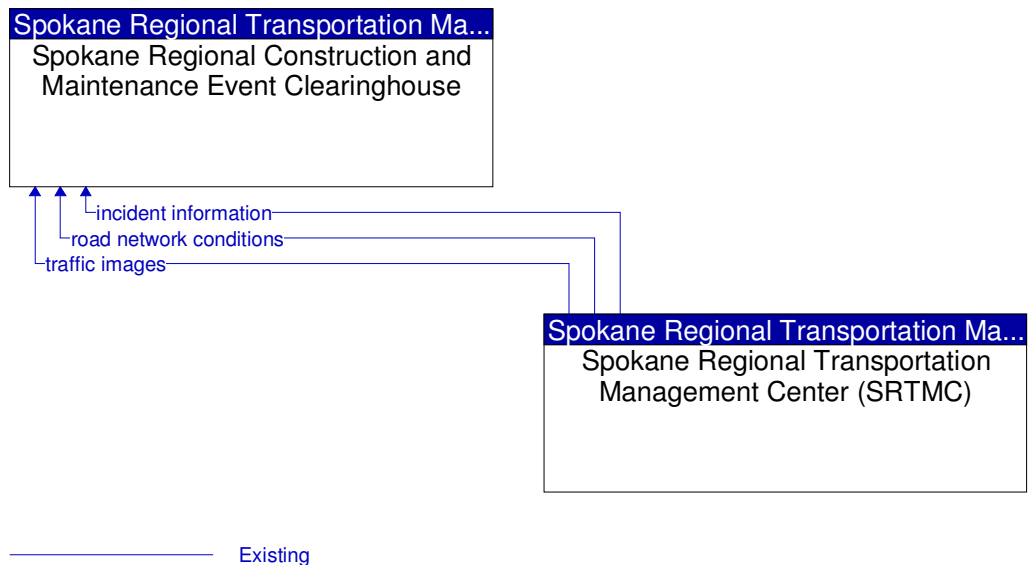 Spokane Regional Transportation Ma...
Spokane Regional Construction and
Maintenance Event Clearinghouse
incident information
road network conditions
traffic images
Spokane Regional Transportation Ma...
Spokane Regional Transportation
Management Center (SRTMC)
Existing